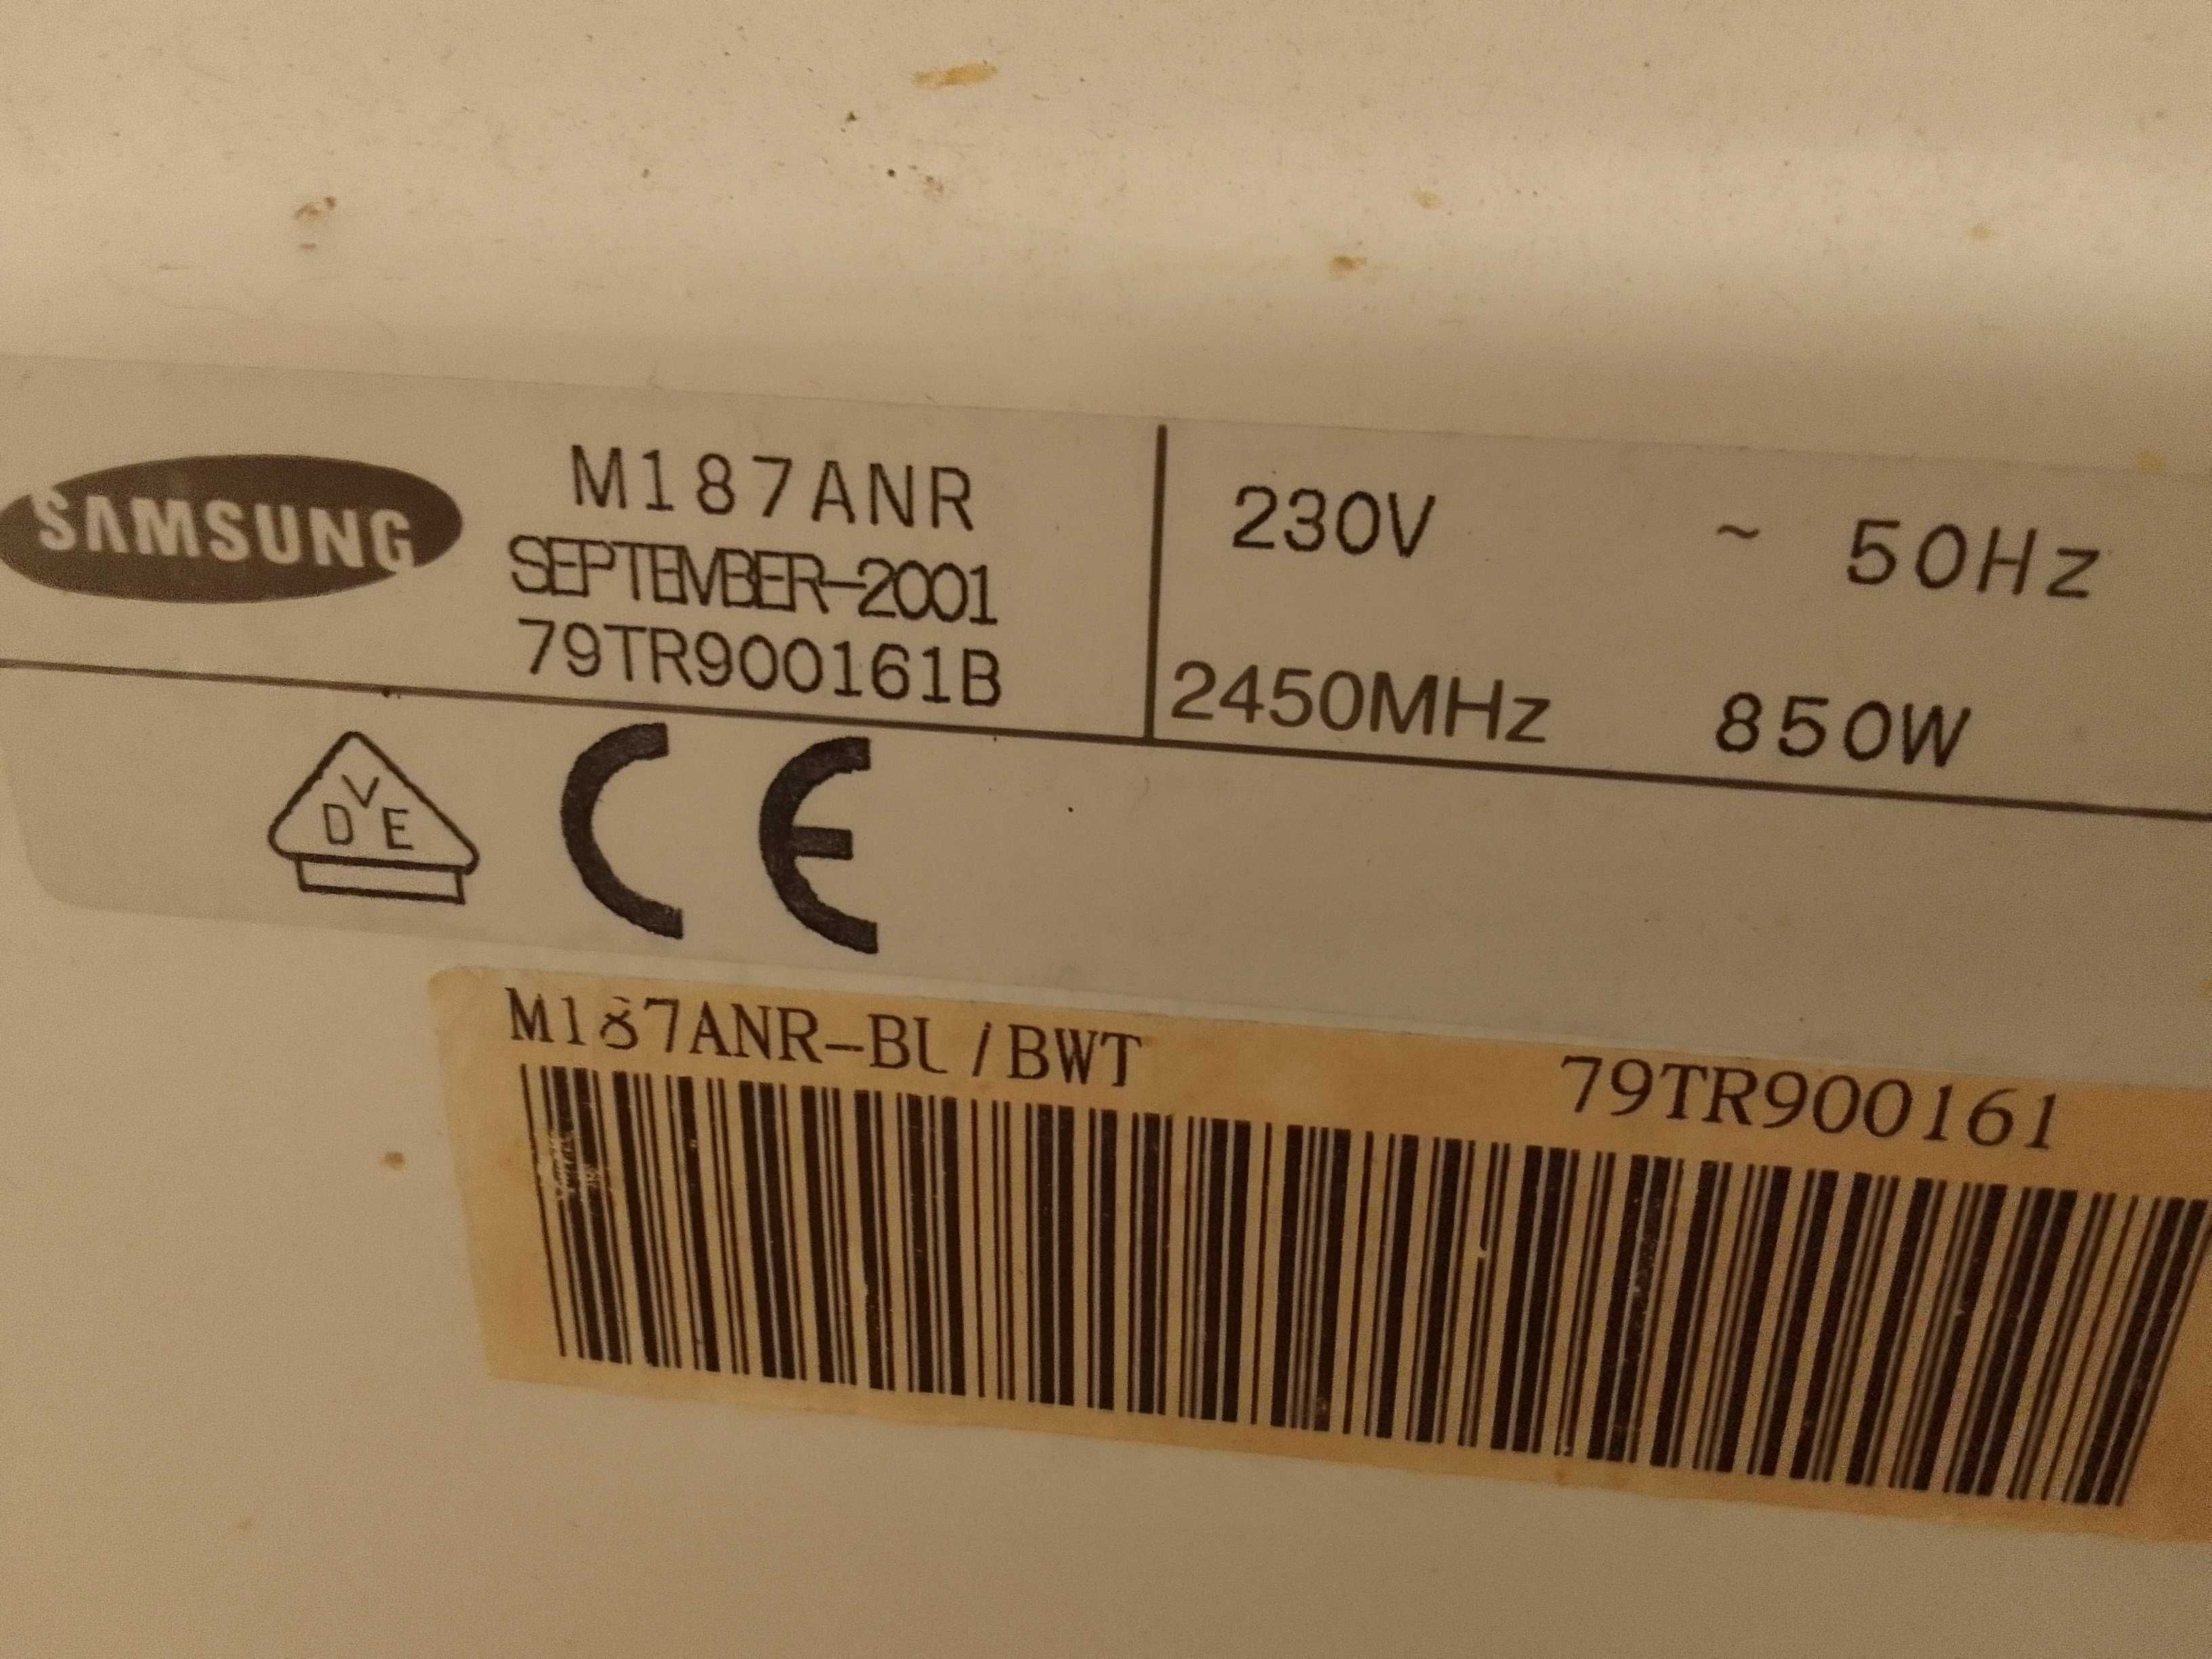 SAMSUNG
M187ANR
SEPTEMBER-2001
79TR900161B
230V ~ 50Hz
2450MHz 850W
VDE
CE
M187ANR-BL/BWT 79TR900161